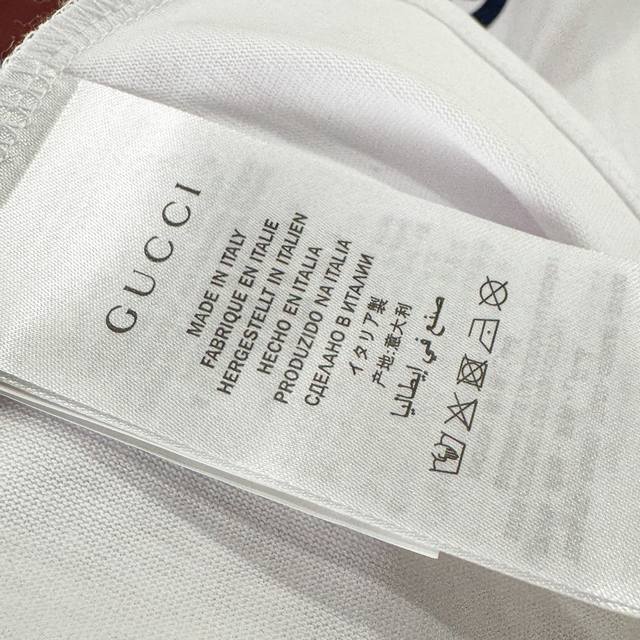 GUCCI
MADE IN ITALY
FABRIQUE EN ITALIE
HERGESTELLT IN ITALIEN
HECHO EN ITALIA
PRODUZIDO NA ITALIA
СДЕЛАНО В ИТАЛИИ
イタリア製
产地:意大利
صنع في إيطاليا